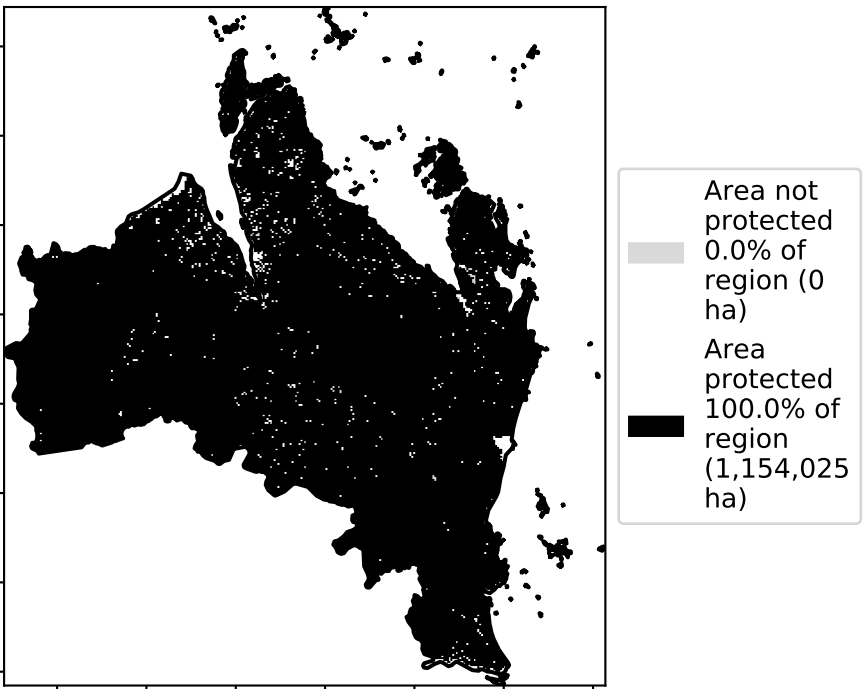 Area not
protected
0.0% of
region (0
ha)
Area
protected
100.0% of
region
(1,154,025
ha)